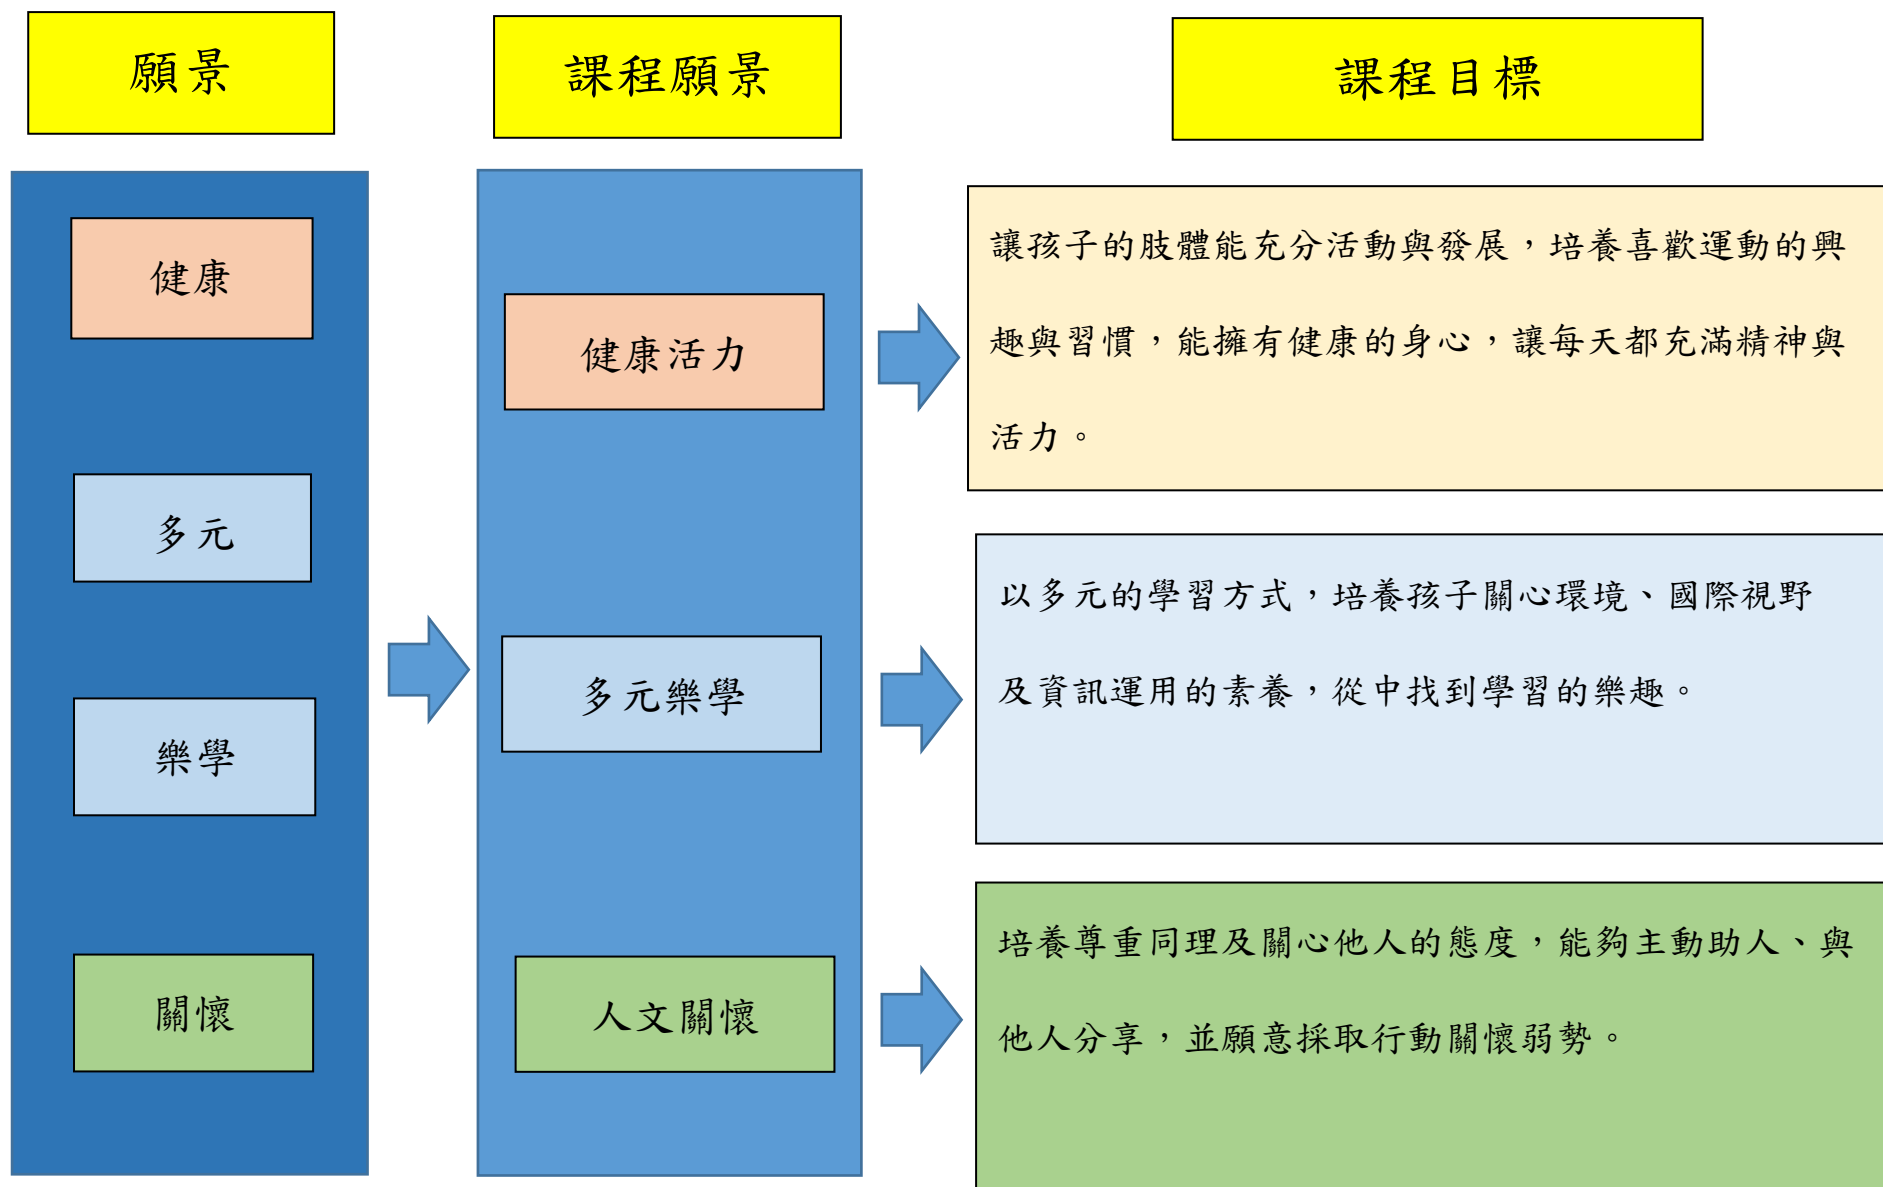 願景
課程願景
課程目標
健康
多元
樂學
關懷
健康活力
多元樂學
人文關懷
讓孩子的肢體能充分活動與發展，培養喜歡運動的興
趣與習慣，能擁有健康的身心，讓每天都充滿精神與
活力。
以多元的學習方式，培養孩子關心環境、國際視野
及資訊運用的素養，從中找到學習的樂趣。
培養尊重同理及關心他人的態度，能夠主動助人、與
他人分享，並願意採取行動關懷弱勢。